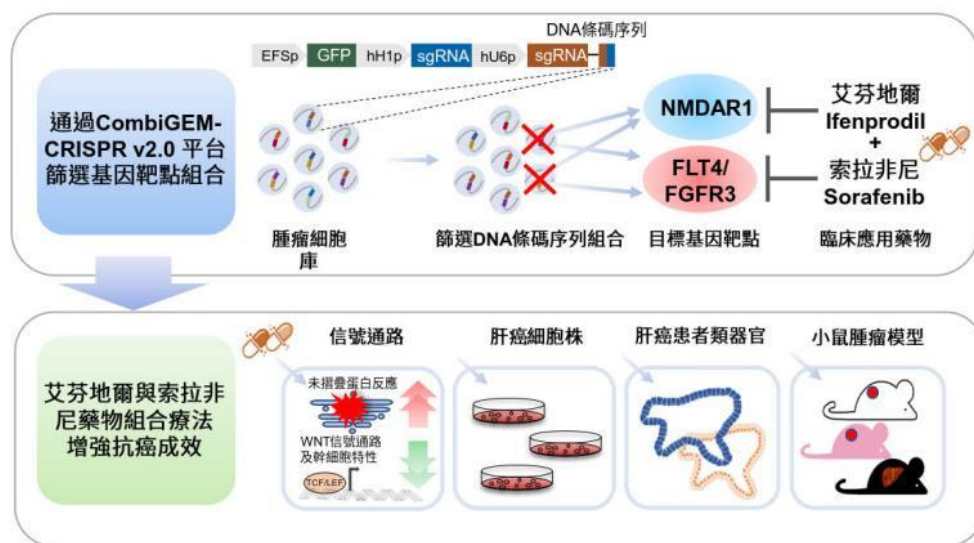 DNA條碼序列
EFSp GFP hH1p sgRNA hU6p sgRNA
通過CombiGEM-
CRISPR v2.0 平台
篩選基因靶點組合
NMDAR1
FLT4/
FGFR3
艾芬地爾
Ifenprodil
+
索拉非尼
Sorafenib
腫瘤細胞
庫
篩選DNA條碼序列組合
目標基因靶點
臨床應用藥物
艾芬地爾與索拉非
尼藥物組合療法
增強抗癌成效
信號通路
未摺疊蛋白反應
WNT信號通路
及幹細胞特性
TCF/LEF
肝癌細胞株
肝癌患者類器官
小鼠腫瘤模型